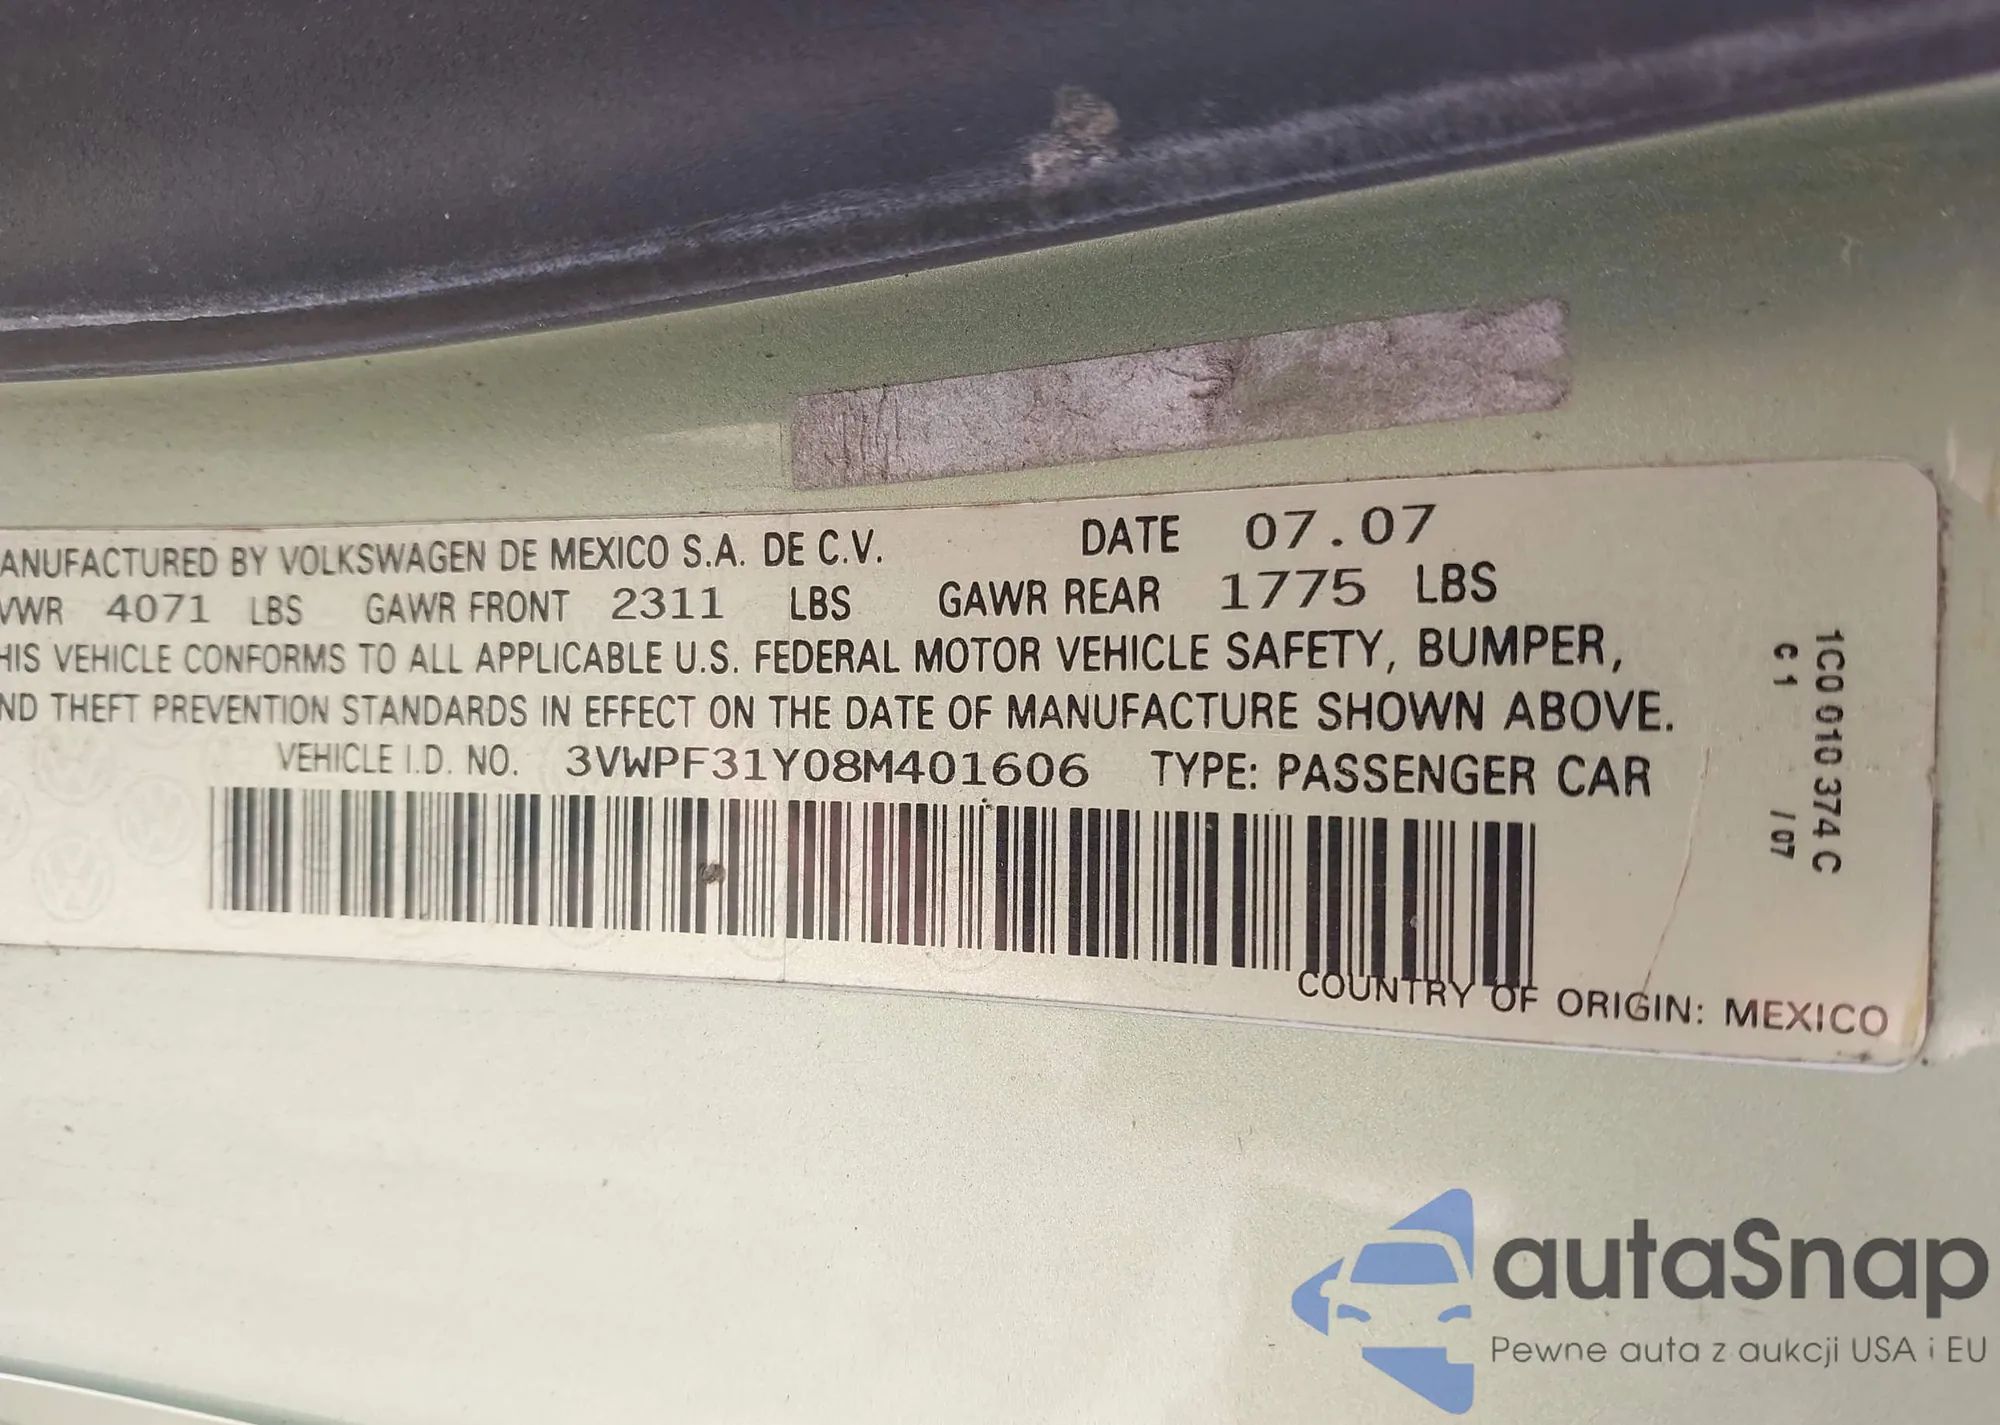 ANUFACTURED BY VOLKSWAGEN DE MEXICO S.A. DE C.V. DATE 07.07
VWR 4071 LBS GAWR FRONT 2311 LBS GAWR REAR 1775 LBS
HIS VEHICLE CONFORMS TO ALL APPLICABLE U.S. FEDERAL MOTOR VEHICLE SAFETY, BUMPER,
ND THEFT PREVENTION STANDARDS IN EFFECT ON THE DATE OF MANUFACTURE SHOWN ABOVE.
VEHICLE I.D. NO. 3VWPF31Y08M401606 TYPE: PASSENGER CAR
COUNTRY OF ORIGIN: MEXICO
1C0 010 374 C
C 1 / 07
autaSnap
Pewne auta z aukcji USA i EU